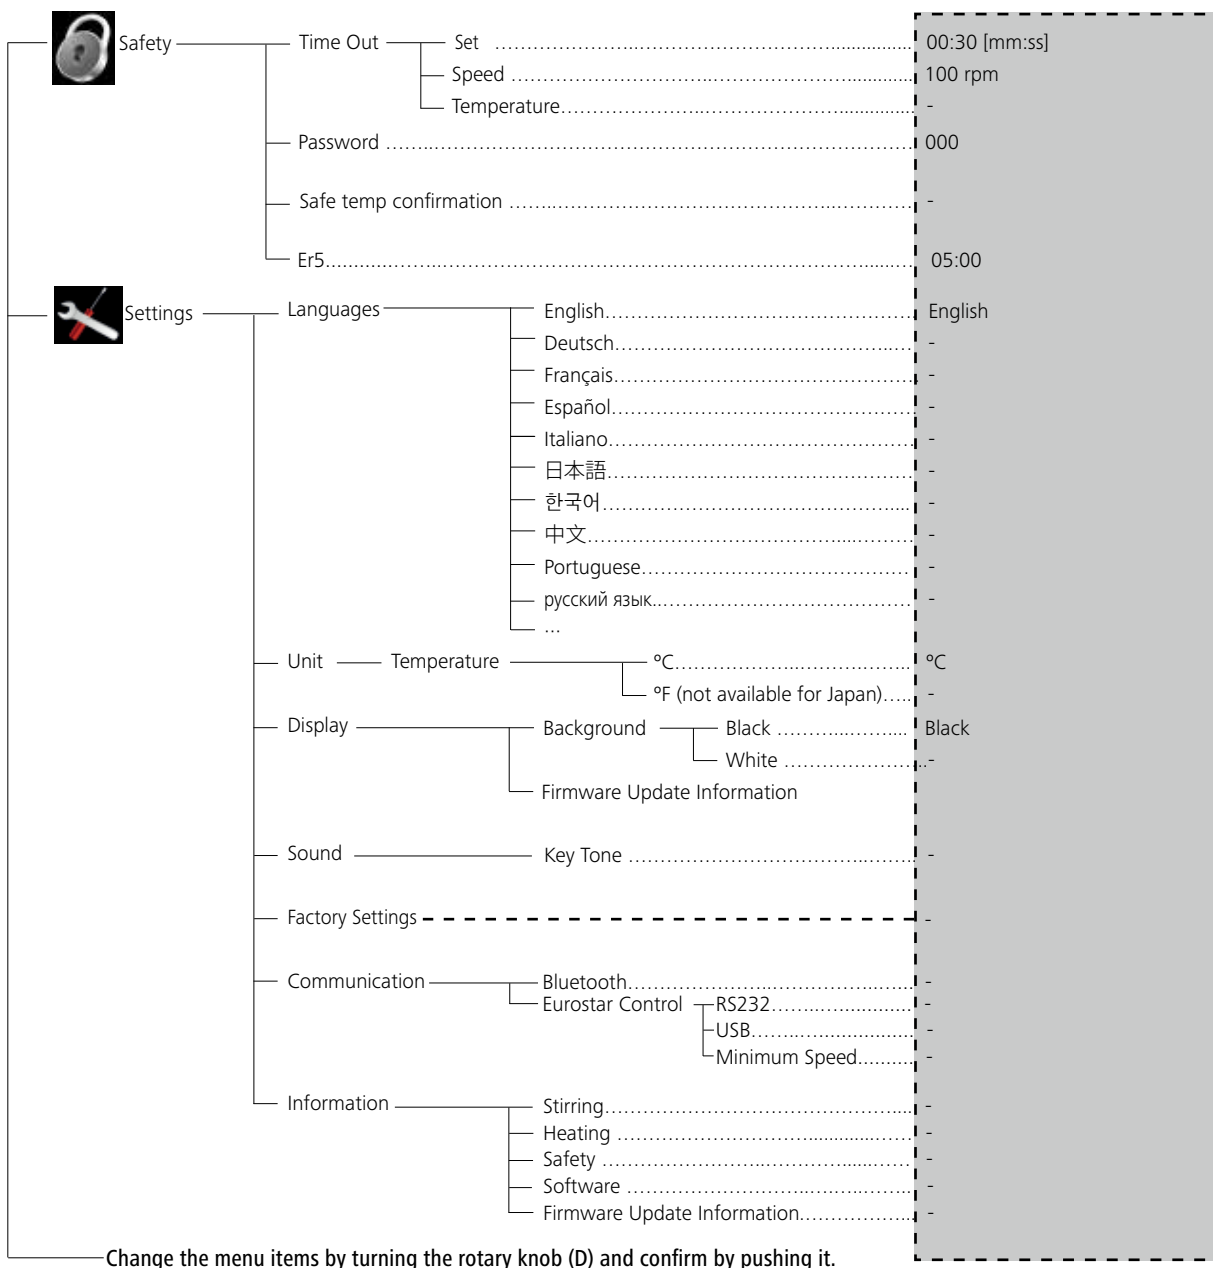 Safety Time Out Set ........................ 00:30 [mm:ss]
Speed ........................ 100 rpm
Temperature ........................ -
Password ........................ 000
Safe temp confirmation ........................ -
Er5 ........................ 05:00
Settings Languages English ........................ English
Deutsch ........................ -
Français ........................ -
Español ........................ -
Italiano ........................ -
日本語 ........................ -
한국어 ........................ -
中文 ........................ -
Portuguese ........................ -
русский язык ........................ -
...
Unit Temperature ºC ........................ ºC
ºF (not available for Japan) ..... -
Display Background Black ........................ Black
White ........................ -
Firmware Update Information
Sound Key Tone ........................ -
Factory Settings -
Communication Bluetooth ........................ -
Eurostar Control RS232 ........................ -
USB ........................ -
Minimum Speed .......... -
Information Stirring ........................ -
Heating ........................ -
Safety ........................ -
Software ........................ -
Firmware Update Information ........................ -
Change the menu items by turning the rotary knob (D) and confirm by pushing it.